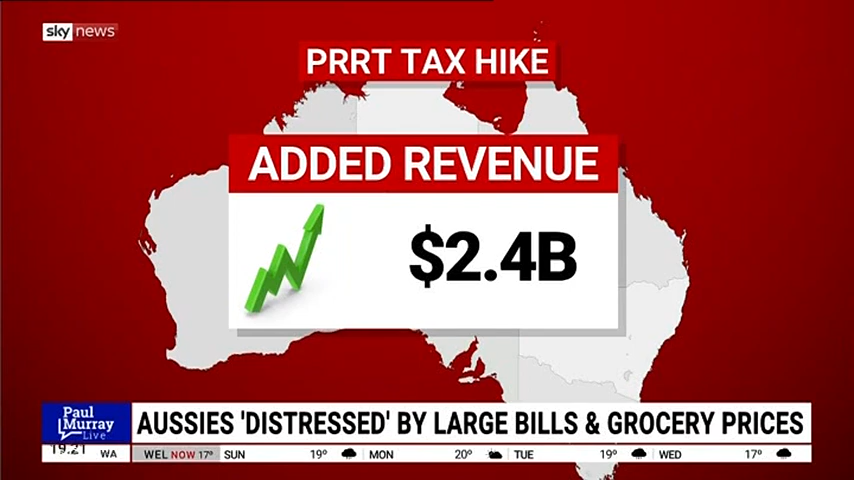 sky news
PRRT TAX HIKE
ADDED REVENUE
$2.4B
Paul
Murray
Live
AUSSIES 'DISTRESSED' BY LARGE BILLS & GROCERY PRICES
19.21 WA WEL NOW 17° SUN 19° MON 20° TUE 19° WED 17°